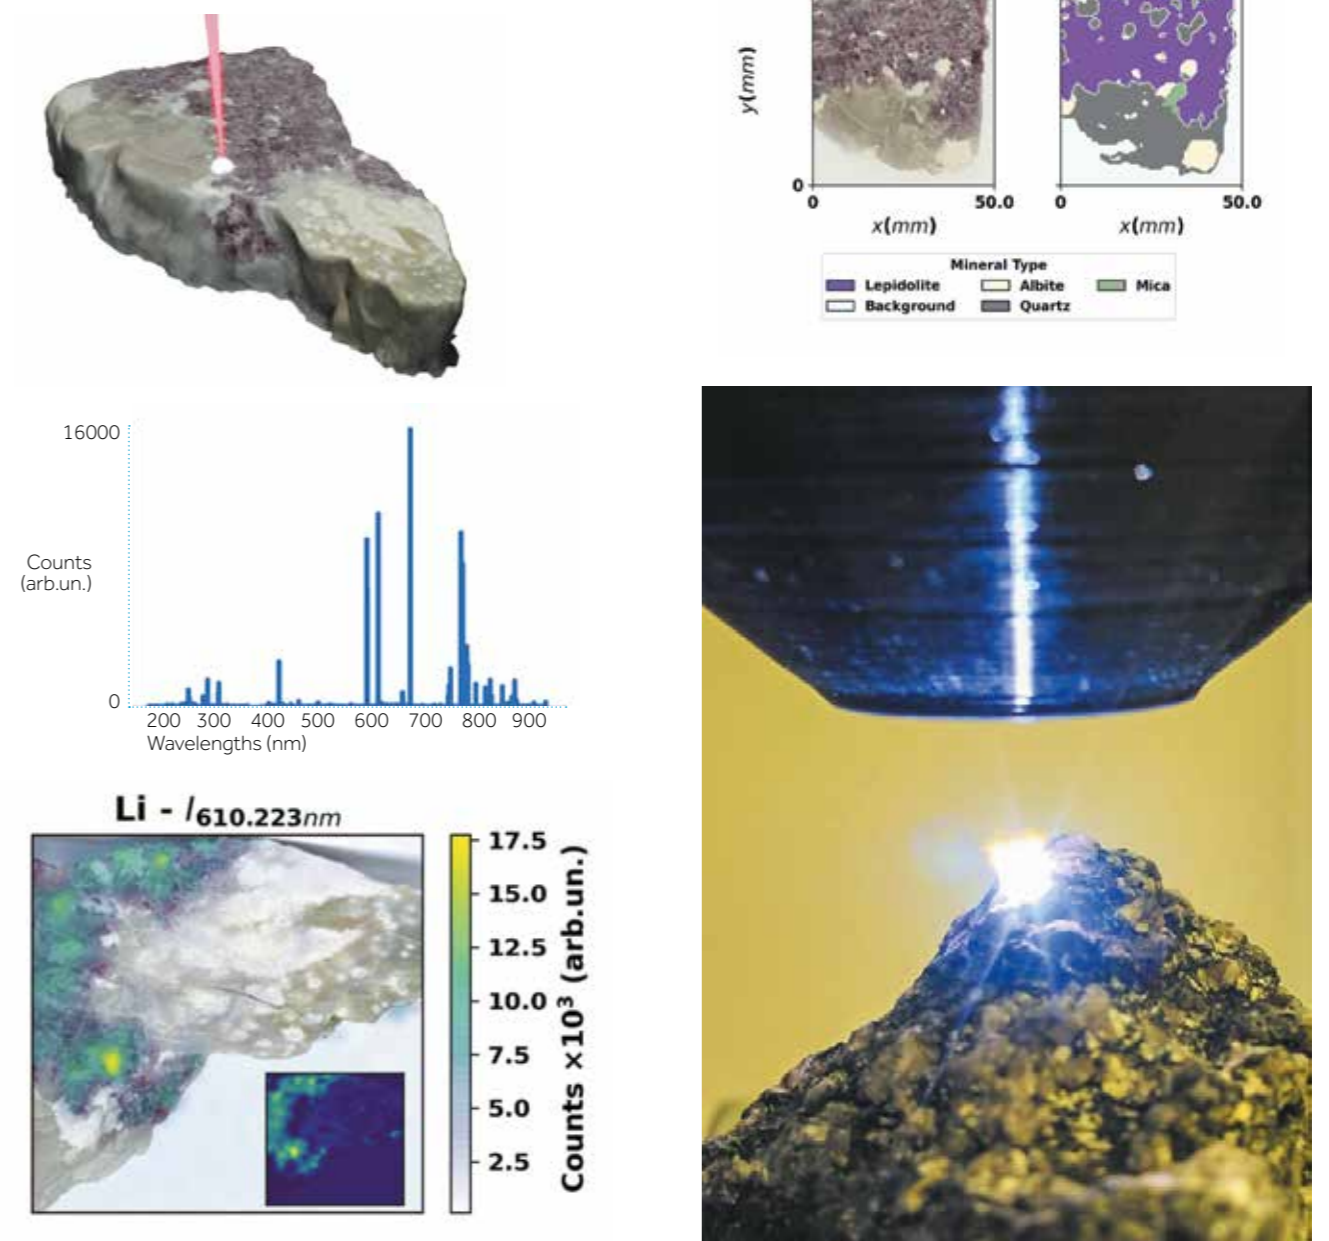 y(mm)
0
0 50.0
x(mm)
0 50.0
x(mm)
Mineral Type
Lepidolite Albite Mica
Background Quartz
16000
Counts
(arb.un.)
0
200 300 400 500 600 700 800 900
Wavelengths (nm)
Li - I610.223nm
17.5
15.0
12.5
10.0
7.5
5.0
2.5
Counts ×10³ (arb.un.)